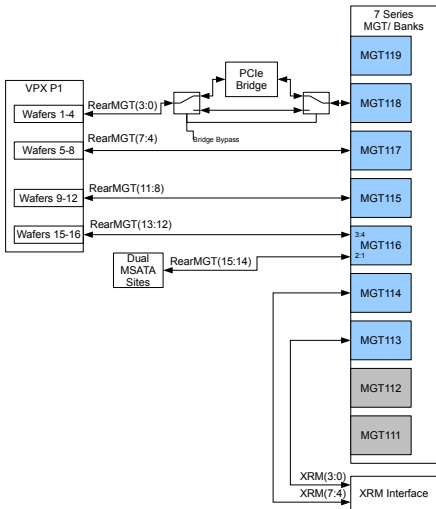 7 Series
MGT/ Banks
MGT119
PCIe
Bridge
VPX P1
RearMGT(3:0)
MGT118
Wafers 1-4
Bridge Bypass
RearMGT(7:4)
MGT117
Wafers 5-8
RearMGT(11:8)
MGT115
Wafers 9-12
RearMGT(13:12)
Wafers 15-16
3:4
MGT116
2:1
Dual
MSATA
Sites
RearMGT(15:14)
MGT114
MGT113
MGT112
MGT111
XRM(3:0)
XRM(7:4)
XRM Interface